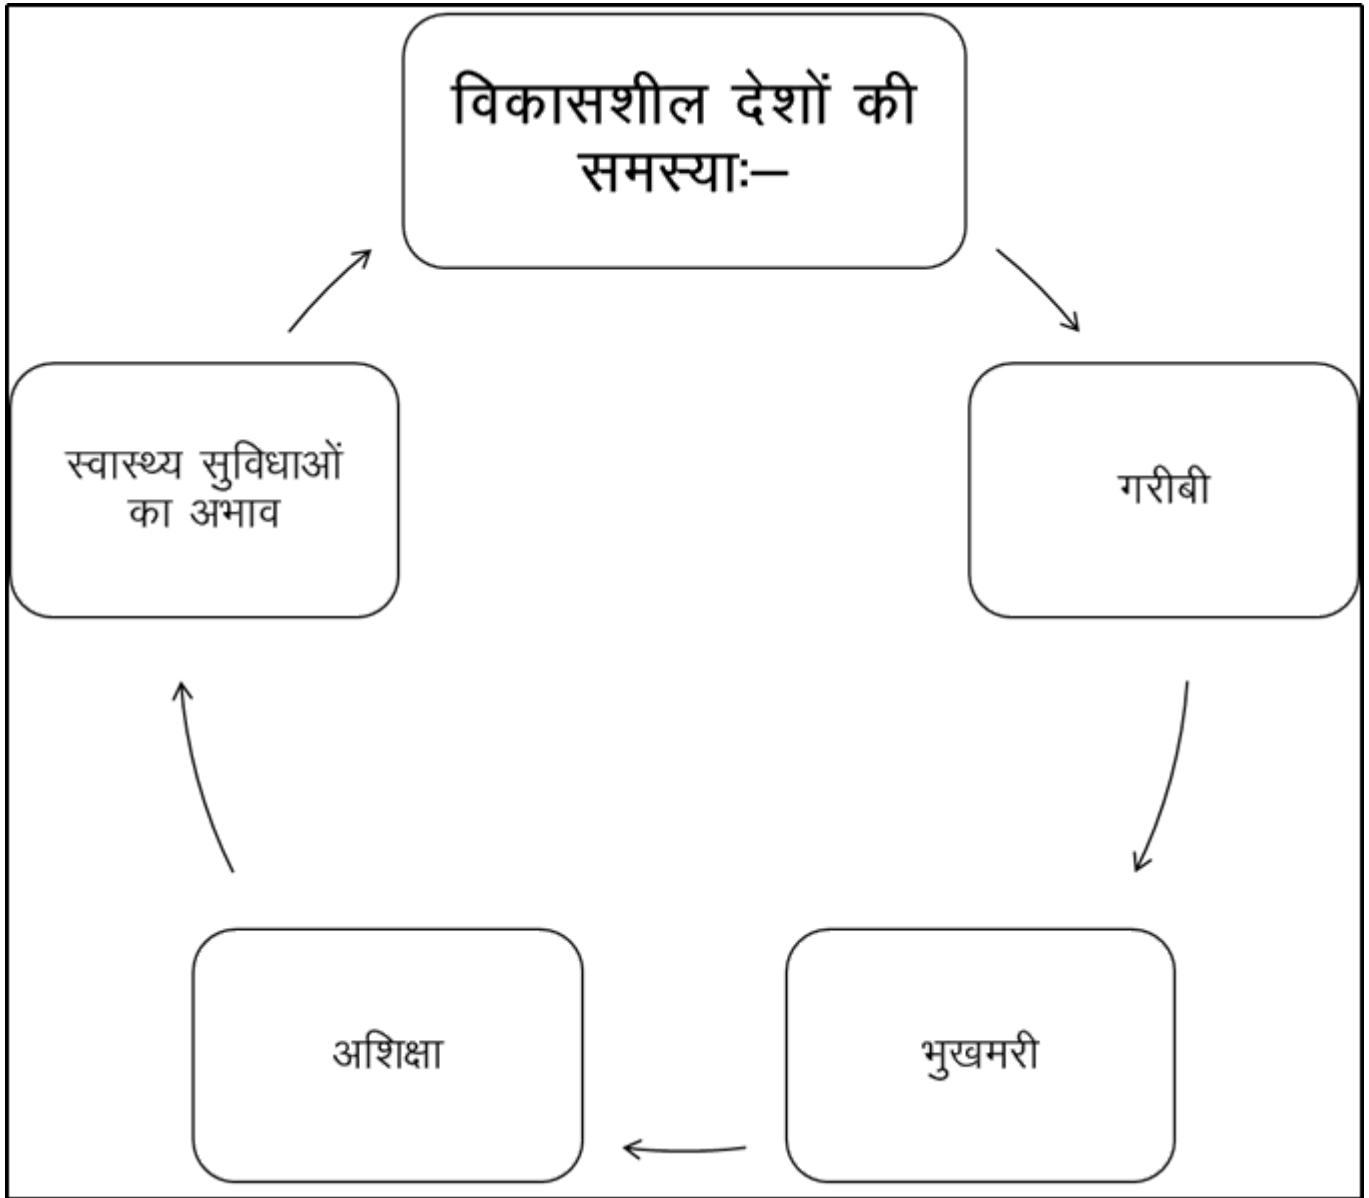 विकासशील देशों की
समस्याः–
गरीबी
भुखमरी
अशिक्षा
स्वास्थ्य सुविधाओं
का अभाव